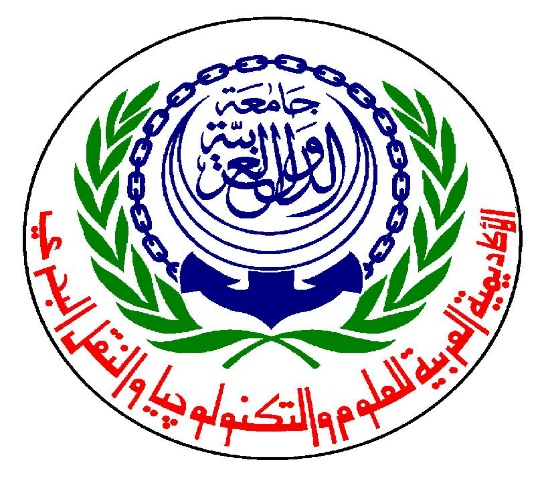 جامعة
الدول العربية
الأكاديمية العربية للعلوم والتكنولوجيا والنقل البحري